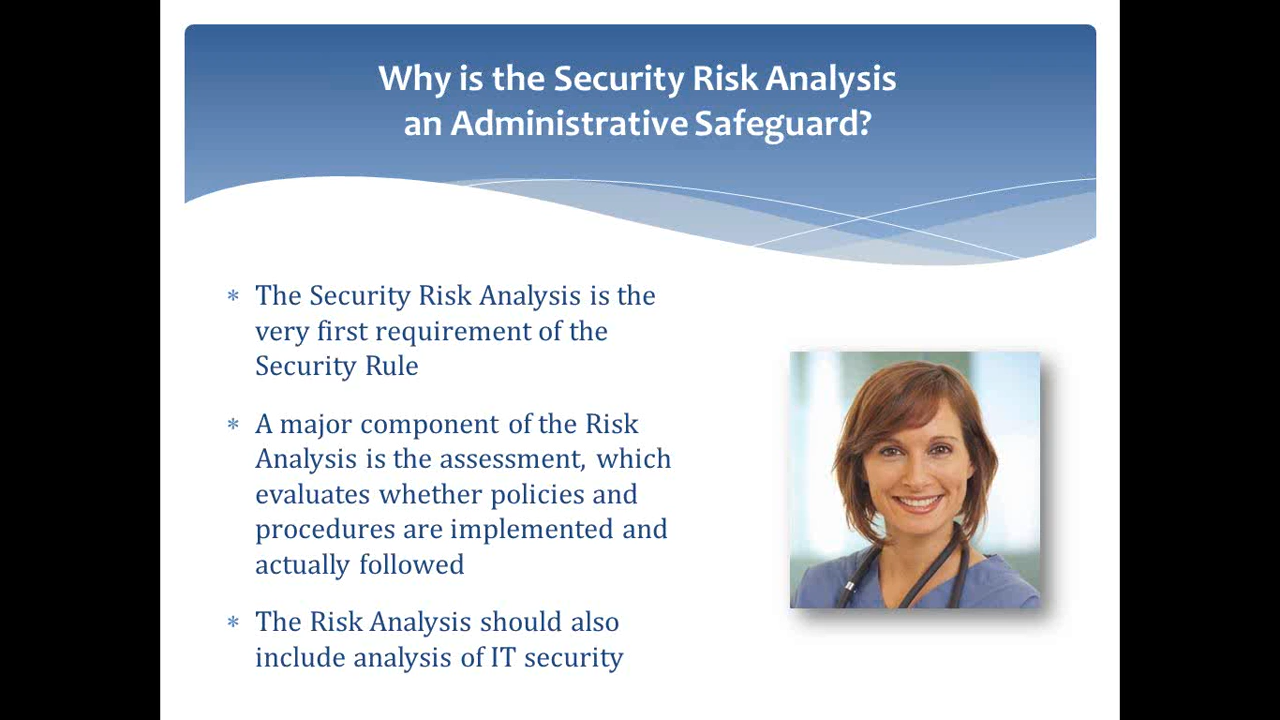 Why is the Security Risk Analysis
an Administrative Safeguard?
* The Security Risk Analysis is the
very first requirement of the
Security Rule
* A major component of the Risk
Analysis is the assessment, which
evaluates whether policies and
procedures are implemented and
actually followed
* The Risk Analysis should also
include analysis of IT security